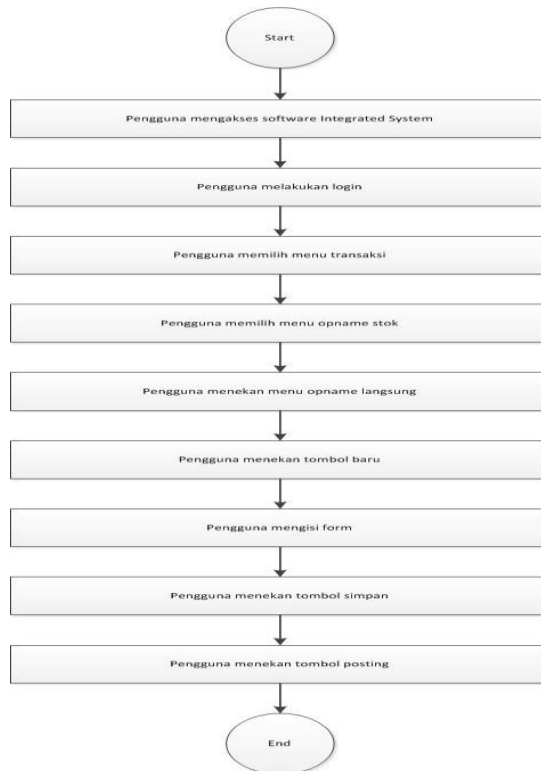 Start
Pengguna mengakses software Integrated System
Pengguna melakukan login
Pengguna memilih menu transaksi
Pengguna memilih menu opname stok
Pengguna menekan menu opname langsung
Pengguna menekan tombol baru
Pengguna mengisi form
Pengguna menekan tombol simpan
Pengguna menekan tombol posting
End